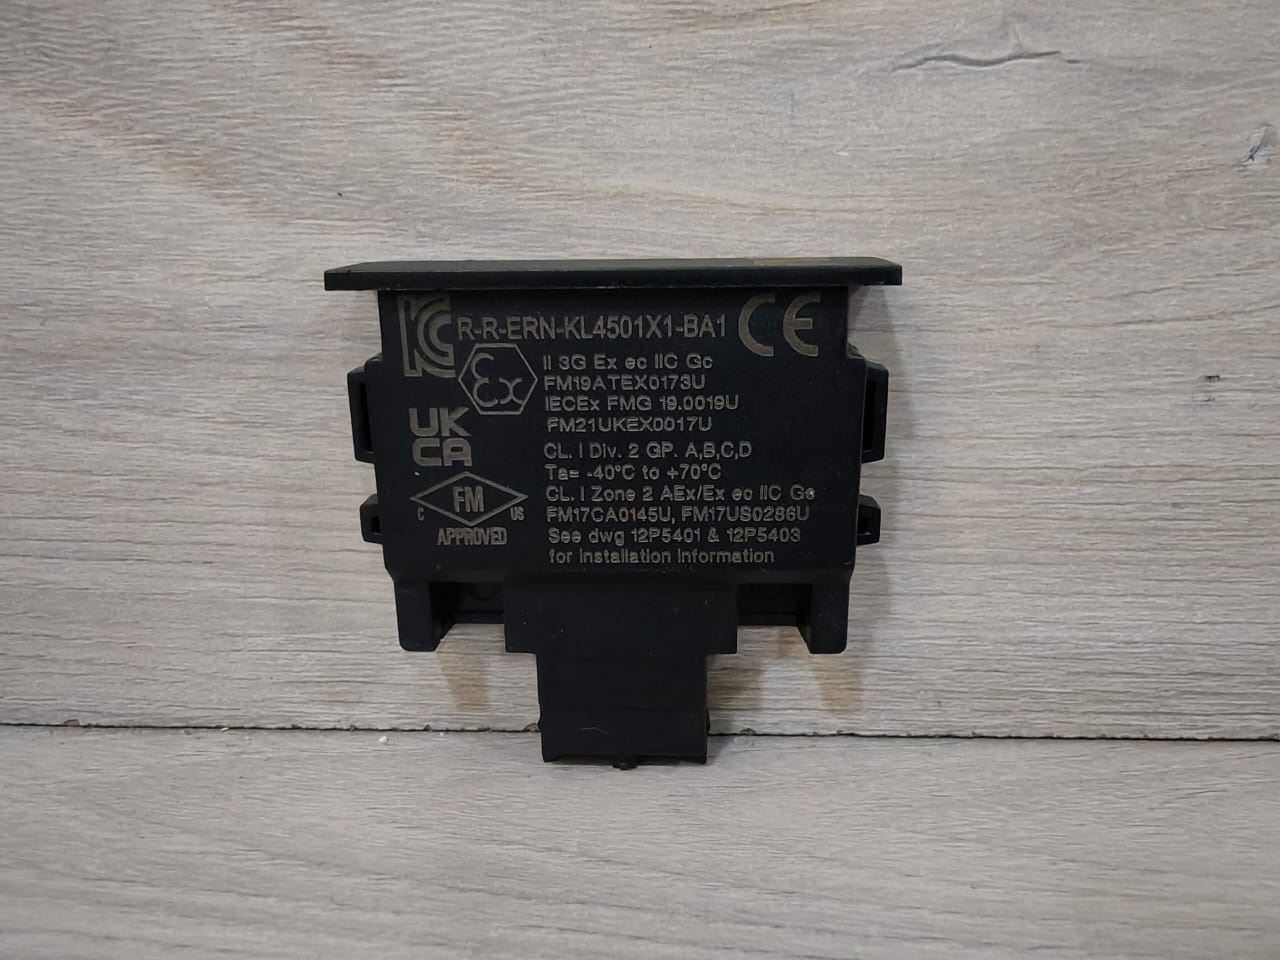 KC R-R-ERN-KL4501X1-BA1 CE
Ex II 3G Ex ec IIC Gc
FM19ATEX0173U
IECEx FMG 19.0019U
FM21UKEX0017U
UK
CA
CL. I Div. 2 GP. A,B,C,D
Ta= -40°C to +70°C
CL. I Zone 2 AEx/Ex ec IIC Gc
FM17CA0145U, FM17US0286U
See dwg 12P5401 & 12P5403
for Installation Information
FM
C US
APPROVED